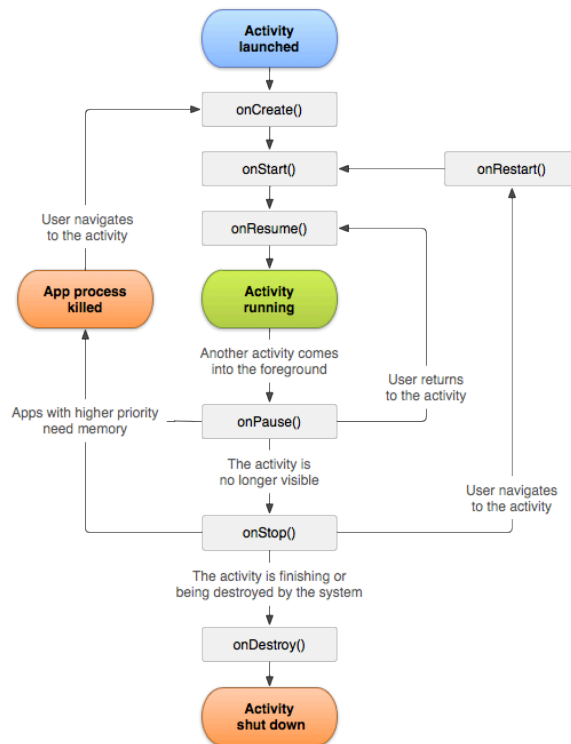 Activity
launched
onCreate()
onStart()
onRestart()
User navigates
to the activity
onResume()
App process
killed
Activity
running
Another activity comes
into the foreground
User returns
to the activity
Apps with higher priority
need memory
onPause()
The activity is
no longer visible
User navigates
to the activity
onStop()
The activity is finishing or
being destroyed by the system
onDestroy()
Activity
shut down